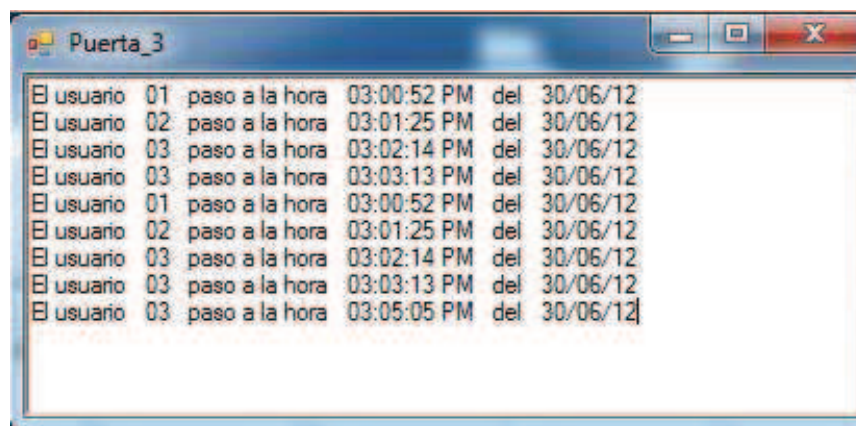 Puerta_3
El usuario 01 paso a la hora 03:00:52 PM del 30/06/12
El usuario 02 paso a la hora 03:01:25 PM del 30/06/12
El usuario 03 paso a la hora 03:02:14 PM del 30/06/12
El usuario 03 paso a la hora 03:03:13 PM del 30/06/12
El usuario 01 paso a la hora 03:00:52 PM del 30/06/12
El usuario 02 paso a la hora 03:01:25 PM del 30/06/12
El usuario 03 paso a la hora 03:02:14 PM del 30/06/12
El usuario 03 paso a la hora 03:03:13 PM del 30/06/12
El usuario 03 paso a la hora 03:05:05 PM del 30/06/12